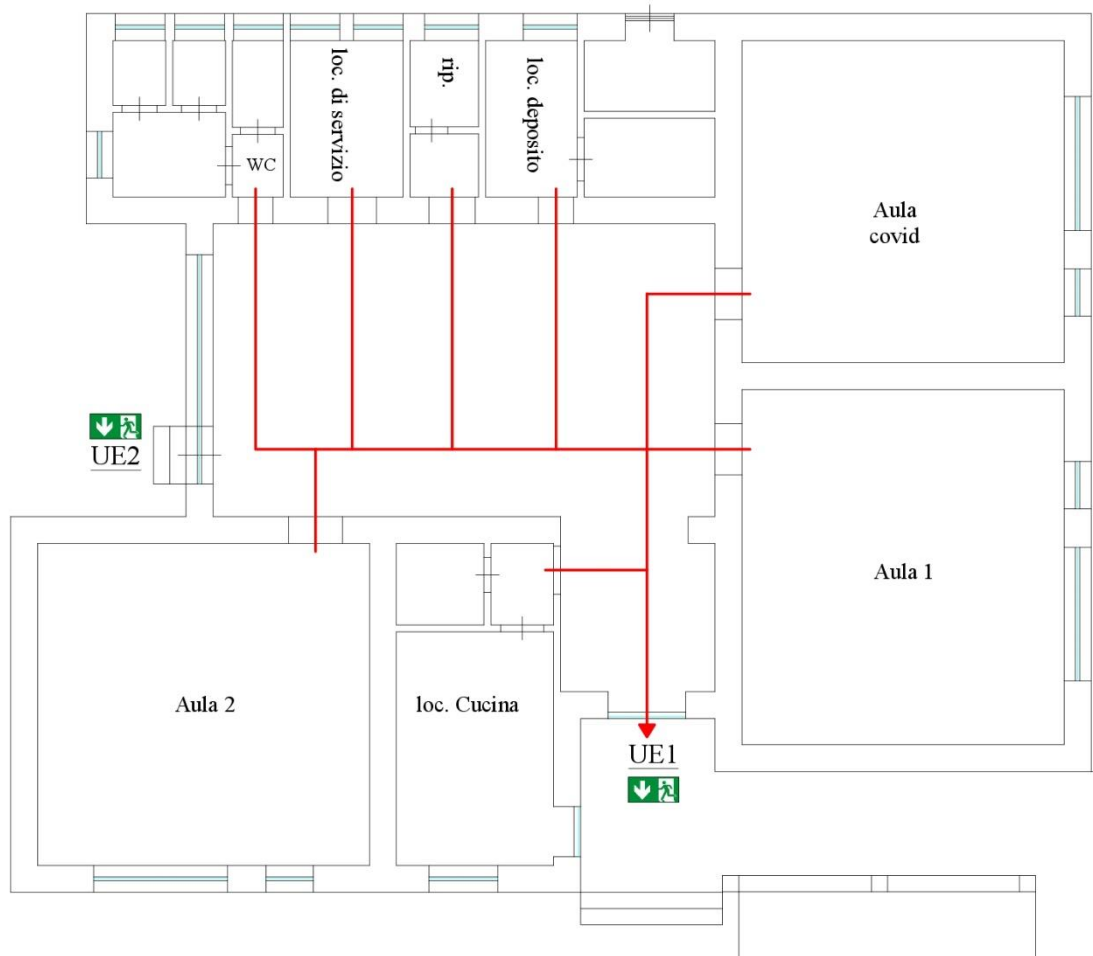 loc. di servizio
rip.
loc. deposito
WC
Aula
covid
UE2
Aula 1
Aula 2
loc. Cucina
UE1